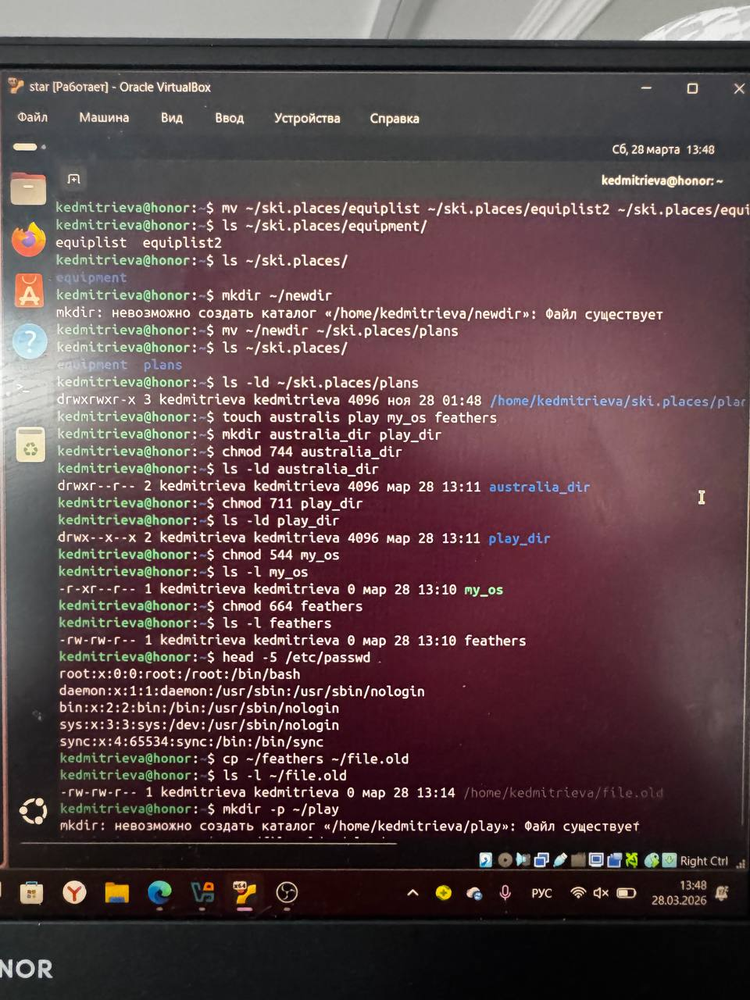 star [Работает] - Oracle VirtualBox
Файл Машина Вид Ввод Устройства Справка
Сб, 28 марта 13:48
kedmitrieva@honor: ~
kedmitrieva@honor:~$ mv ~/ski.places/equiplist ~/ski.places/equiplist2 ~/ski.places/equi
kedmitrieva@honor:~$ ls ~/ski.places/equipment/
equiplist equiplist2
kedmitrieva@honor:~$ ls ~/ski.places/
equipment
kedmitrieva@honor:~$ mkdir ~/newdir
mkdir: невозможно создать каталог «/home/kedmitrieva/newdir»: Файл существует
kedmitrieva@honor:~$ mv ~/newdir ~/ski.places/plans
kedmitrieva@honor:~$ ls ~/ski.places/
equipment plans
kedmitrieva@honor:~$ ls -ld ~/ski.places/plans
drwxrwxr-x 3 kedmitrieva kedmitrieva 4096 ноя 28 01:48 /home/kedmitrieva/ski.places/plan
kedmitrieva@honor:~$ touch australis play my_os feathers
kedmitrieva@honor:~$ mkdir australia_dir play_dir
kedmitrieva@honor:~$ chmod 744 australia_dir
kedmitrieva@honor:~$ ls -ld australia_dir
drwxr--r-- 2 kedmitrieva kedmitrieva 4096 мар 28 13:11 australia_dir
kedmitrieva@honor:~$ chmod 711 play_dir
kedmitrieva@honor:~$ ls -ld play_dir
drwx--x--x 2 kedmitrieva kedmitrieva 4096 мар 28 13:11 play_dir
kedmitrieva@honor:~$ chmod 544 my_os
kedmitrieva@honor:~$ ls -l my_os
-r-xr--r-- 1 kedmitrieva kedmitrieva 0 мар 28 13:10 my_os
kedmitrieva@honor:~$ chmod 664 feathers
kedmitrieva@honor:~$ ls -l feathers
-rw-rw-r-- 1 kedmitrieva kedmitrieva 0 мар 28 13:10 feathers
kedmitrieva@honor:~$ head -5 /etc/passwd
root:x:0:0:root:/root:/bin/bash
daemon:x:1:1:daemon:/usr/sbin:/usr/sbin/nologin
bin:x:2:2:bin:/bin:/usr/sbin/nologin
sys:x:3:3:sys:/dev:/usr/sbin/nologin
sync:x:4:65534:sync:/bin:/bin/sync
kedmitrieva@honor:~$ cp ~/feathers ~/file.old
kedmitrieva@honor:~$ ls -l ~/file.old
-rw-rw-r-- 1 kedmitrieva kedmitrieva 0 мар 28 13:14 /home/kedmitrieva/file.old
kedmitrieva@honor:~$ mkdir -p ~/play
mkdir: невозможно создать каталог «/home/kedmitrieva/play»: Файл существует
Right Ctrl
x64
РУС
13:48
28.03.2026
NOR